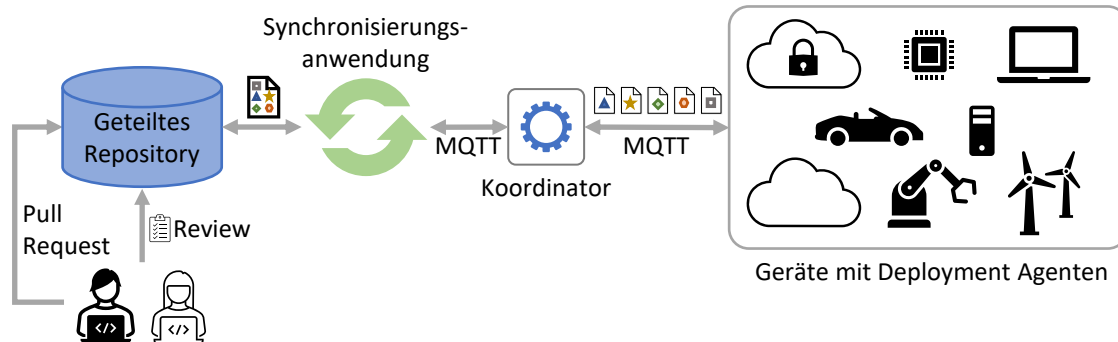 Synchronisierungs-
anwendung
Geteiltes
Repository
MQTT
MQTT
Koordinator
Pull
Request
Review
Geräte mit Deployment Agenten
</>
</>